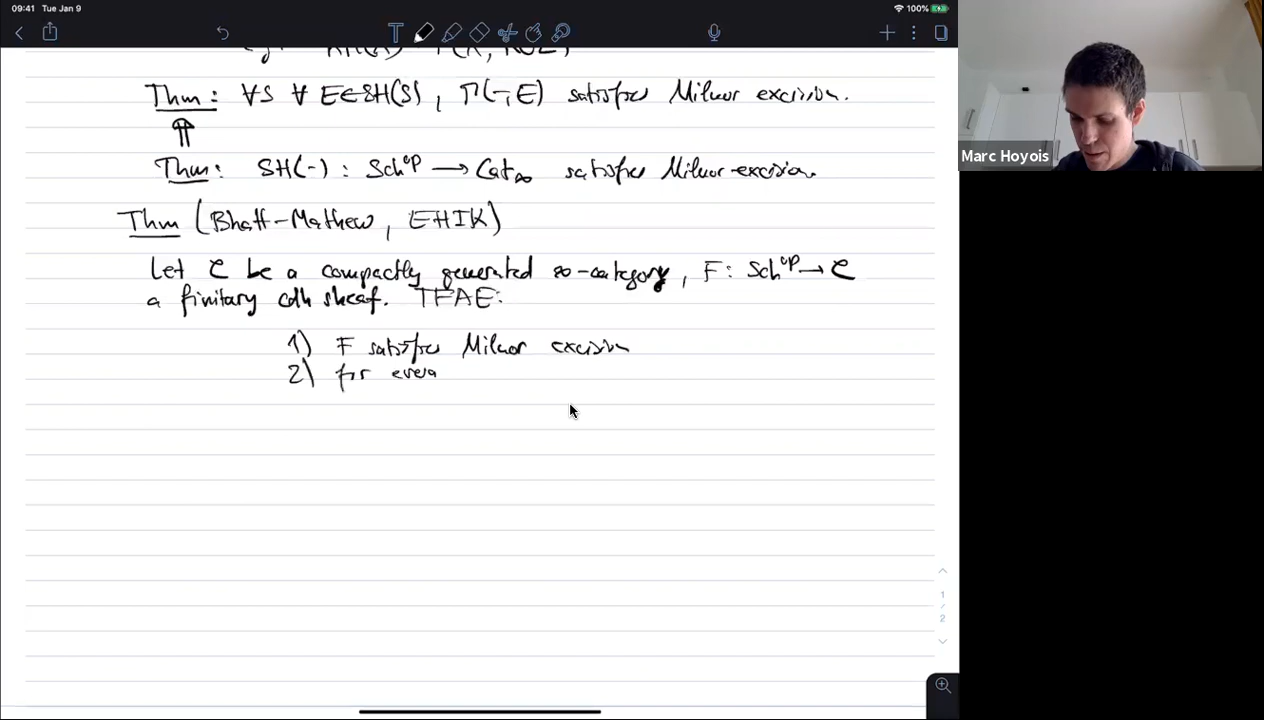 09:41 Tue Jan 9
100%
Thm: ∀S ∀ E∈SH(S), Γ(-,E) satisfies Milnor excision.
⇑
Thm: SH(-): Sch^op → Cat_∞ satisfies Milnor excision.
Thm (Bhatt-Mathew, EHIK)
Let C be a compactly generated ∞-category, F: Sch^op → C
a finitary cdh sheaf. TFAE:
1) F satisfies Milnor excision
2) for every
1
/
2
Marc Hoyois